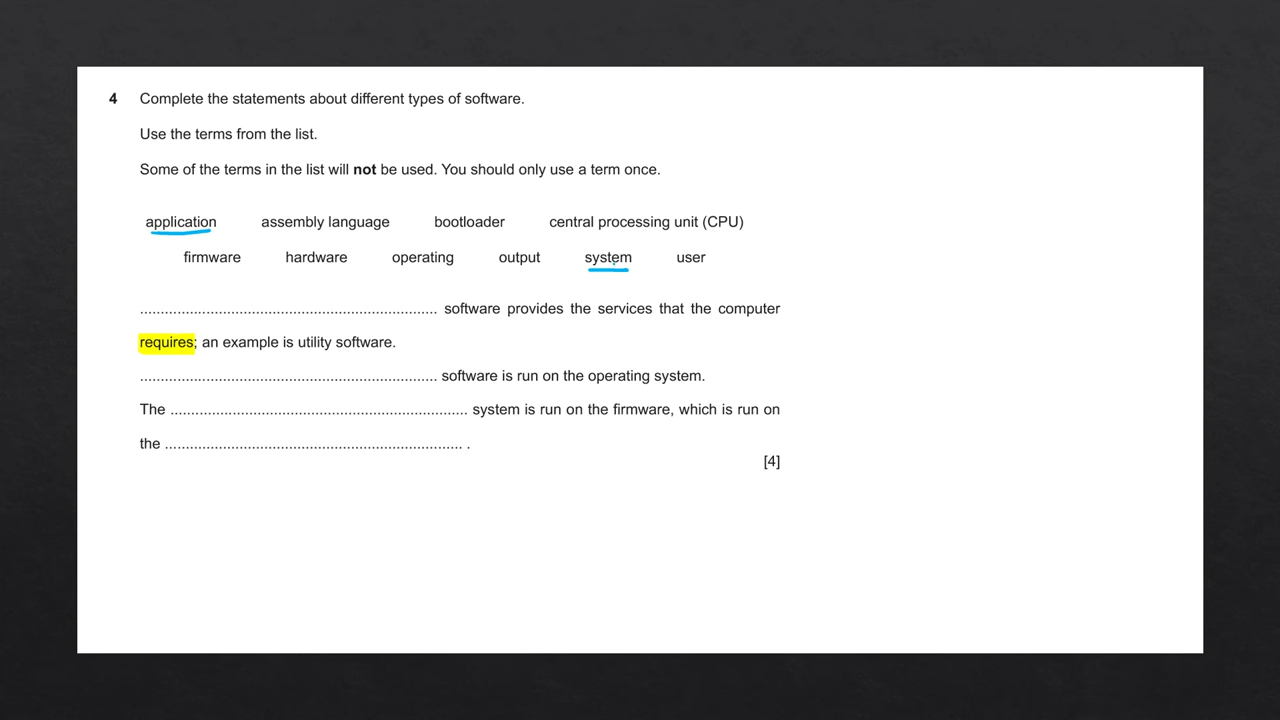 4 Complete the statements about different types of software.
Use the terms from the list.
Some of the terms in the list will not be used. You should only use a term once.
application assembly language bootloader central processing unit (CPU)
firmware hardware operating output system user
........................................................................ software provides the services that the computer
requires; an example is utility software.
........................................................................ software is run on the operating system.
The ........................................................................ system is run on the firmware, which is run on
the ........................................................................ .
[4]